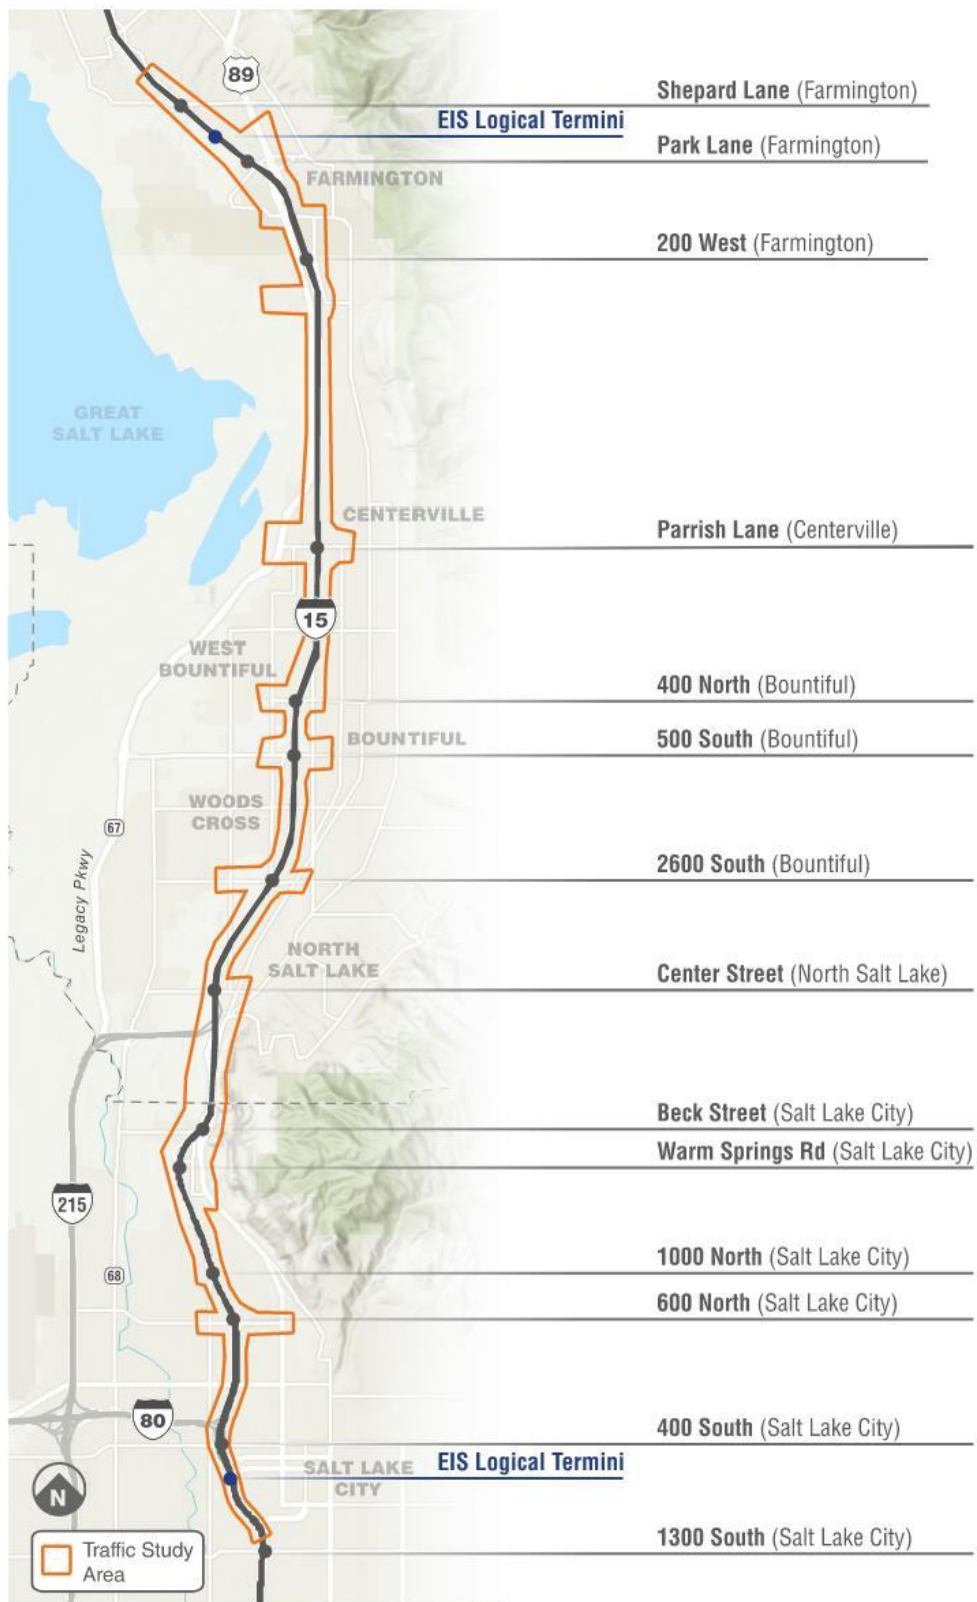 89
Shepard Lane (Farmington)
EIS Logical Termini
Park Lane (Farmington)
FARMINGTON
200 West (Farmington)
GREAT
SALT LAKE
CENTERVILLE
Parrish Lane (Centerville)
15
WEST
BOUNTIFUL
400 North (Bountiful)
BOUNTIFUL
500 South (Bountiful)
WOODS
CROSS
67
Legacy Pkwy
2600 South (Bountiful)
NORTH
SALT LAKE
Center Street (North Salt Lake)
Beck Street (Salt Lake City)
Warm Springs Rd (Salt Lake City)
215
68
1000 North (Salt Lake City)
600 North (Salt Lake City)
80
400 South (Salt Lake City)
EIS Logical Termini
SALT LAKE
CITY
N
1300 South (Salt Lake City)
Traffic Study
Area